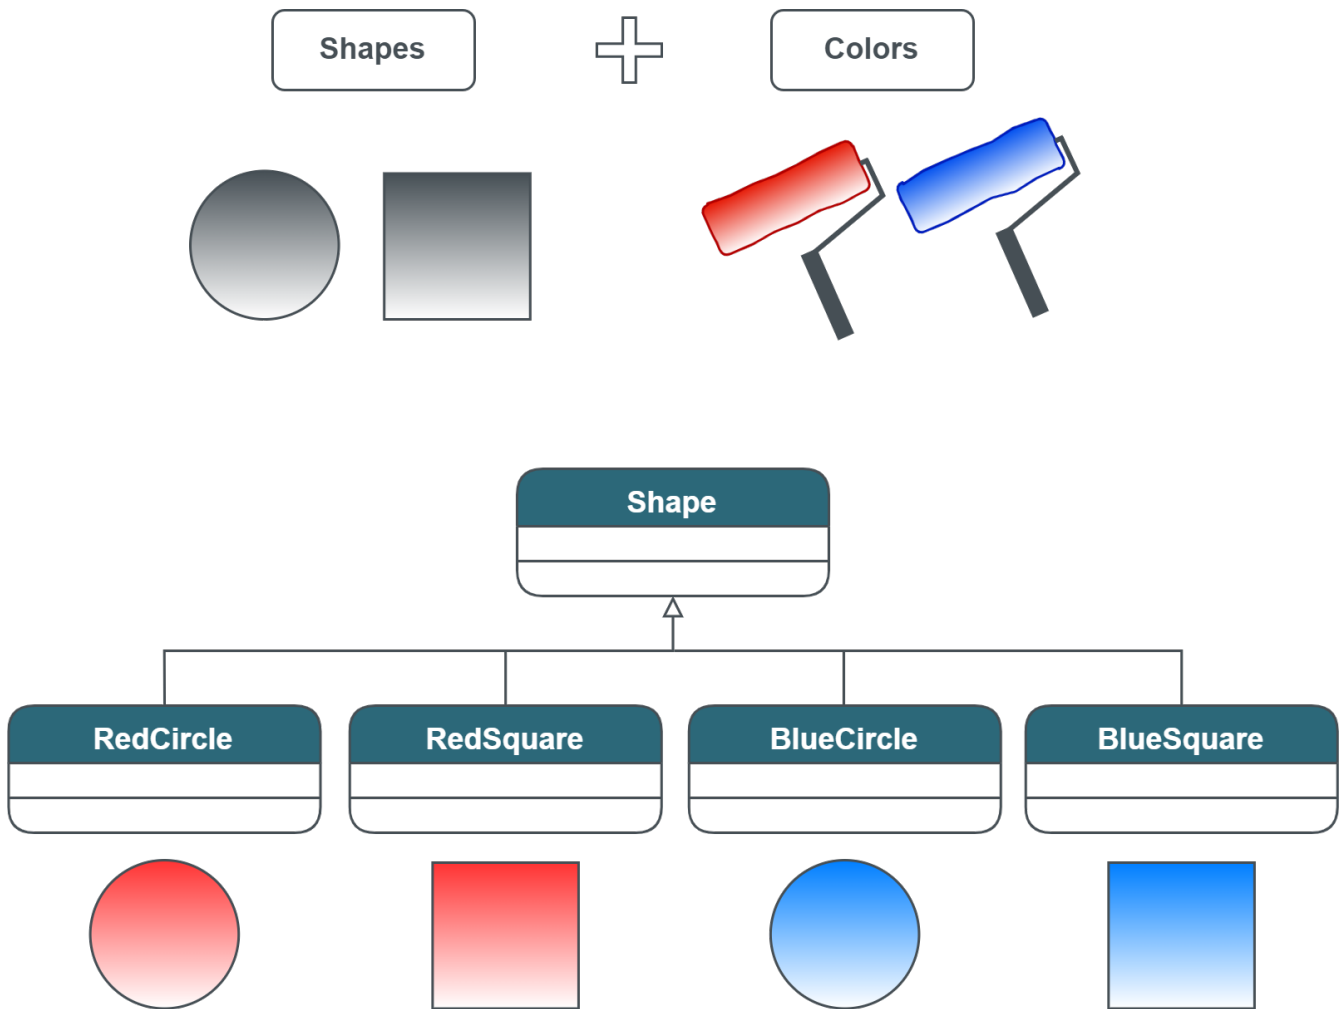 Shapes
Colors
Shape
RedCircle
RedSquare
BlueCircle
BlueSquare